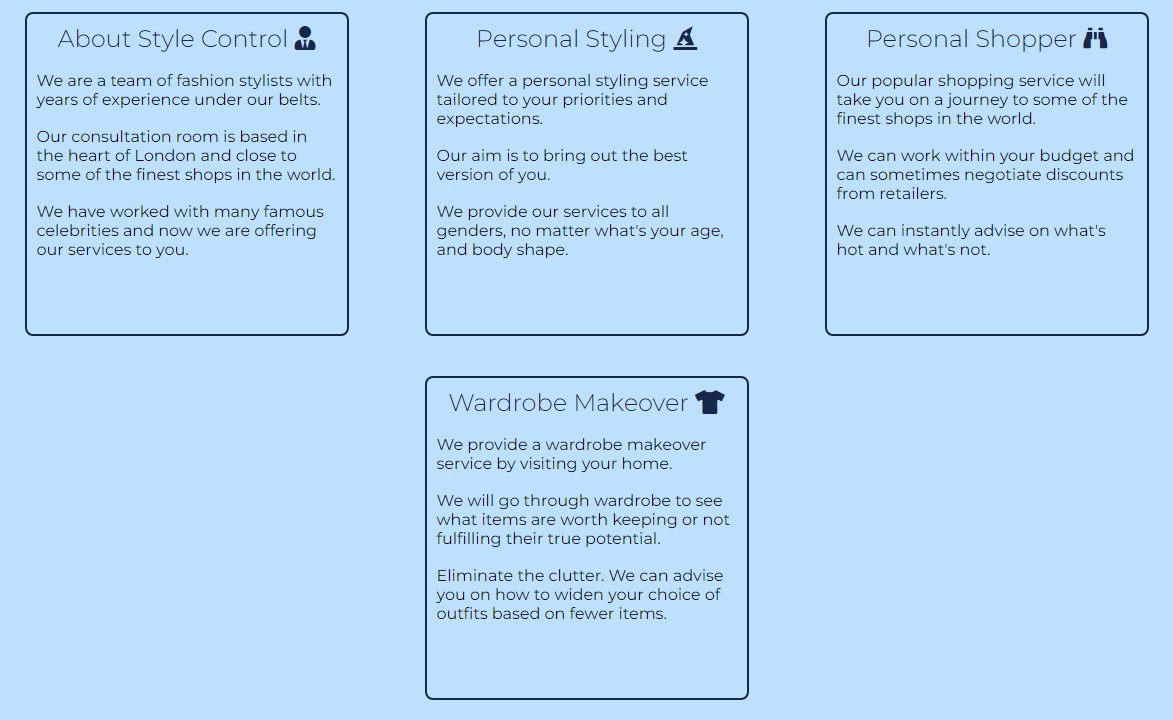 About Style Control
We are a team of fashion stylists with
years of experience under our belts.
Our consultation room is based in
the heart of London and close to
some of the finest shops in the world.
We have worked with many famous
celebrities and now we are offering
our services to you.
Personal Styling
We offer a personal styling service
tailored to your priorities and
expectations.
Our aim is to bring out the best
version of you.
We provide our services to all
genders, no matter what's your age,
and body shape.
Personal Shopper
Our popular shopping service will
take you on a journey to some of the
finest shops in the world.
We can work within your budget and
can sometimes negotiate discounts
from retailers.
We can instantly advise on what's
hot and what's not.
Wardrobe Makeover
We provide a wardrobe makeover
service by visiting your home.
We will go through wardrobe to see
what items are worth keeping or not
fulfilling their true potential.
Eliminate the clutter. We can advise
you on how to widen your choice of
outfits based on fewer items.